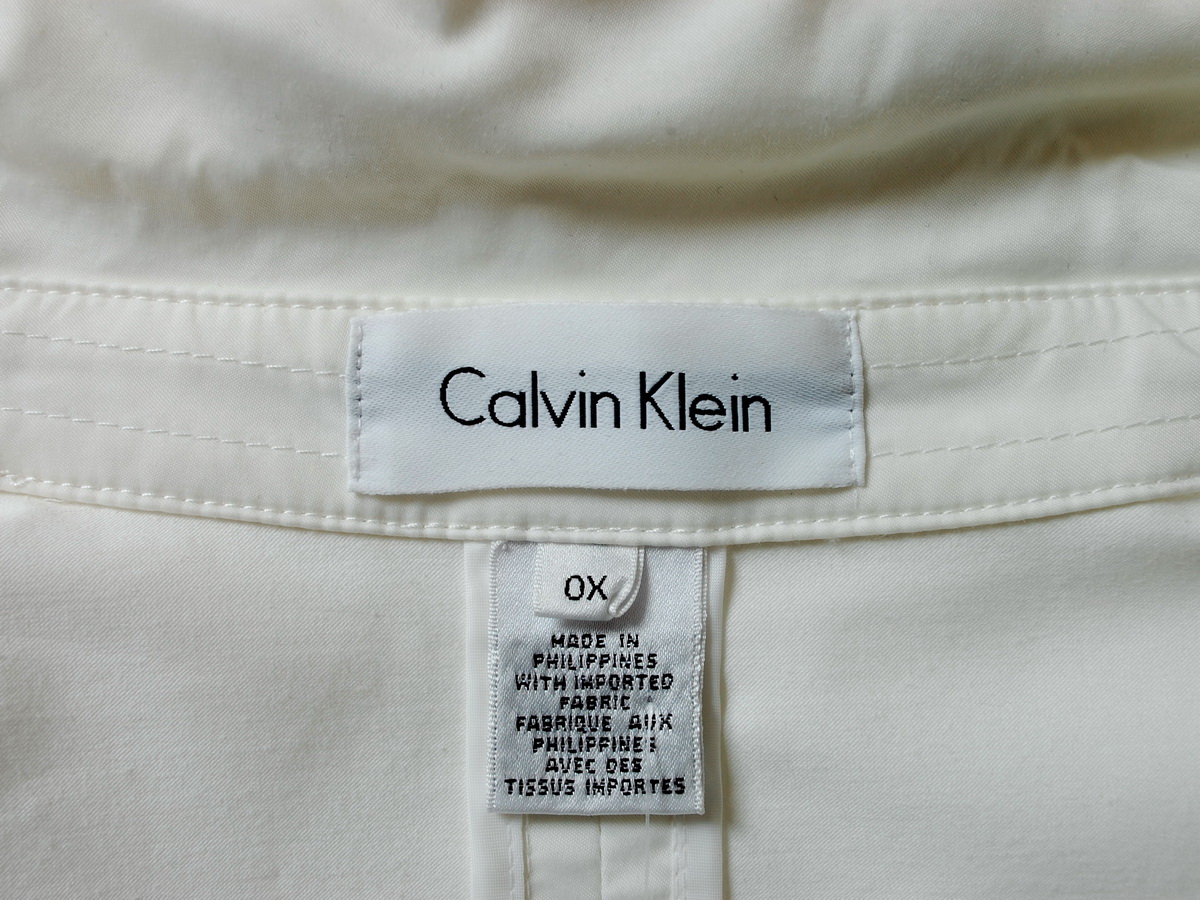 Calvin Klein
0X
MADE IN
PHILIPPINES
WITH IMPORTED
FABRIC
FABRIQUE AUX
PHILIPPINES
AVEC DES
TISSUS IMPORTES